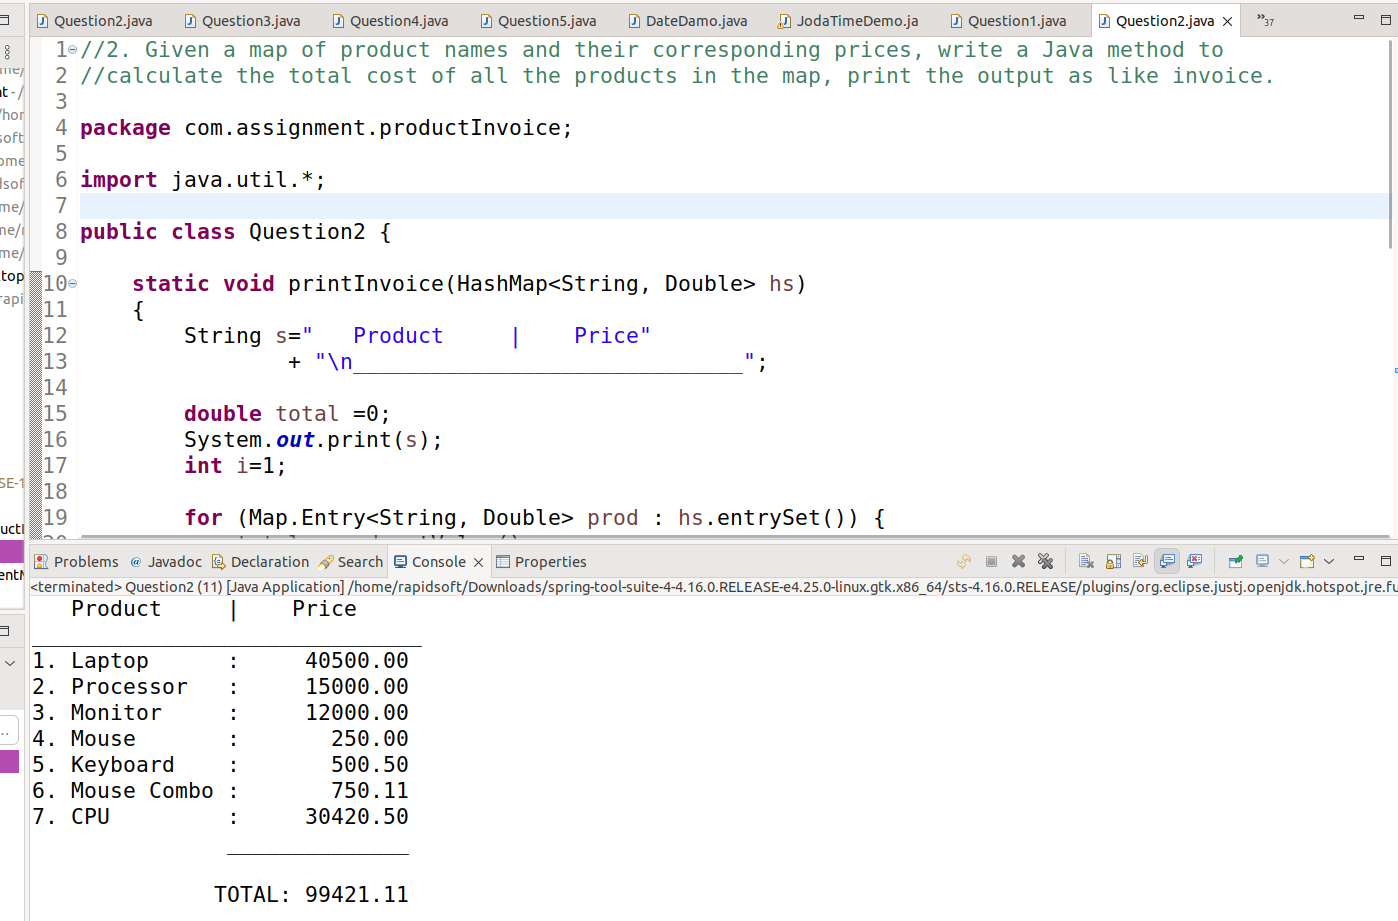 Question2.java Question3.java Question4.java Question5.java DateDamo.java JodaTimeDemo.ja Question1.java Question2.java »37
1 //2. Given a map of product names and their corresponding prices, write a Java method to
2 //calculate the total cost of all the products in the map, print the output as like invoice.
3
4 package com.assignment.productInvoice;
5
6 import java.util.*;
7
8 public class Question2 {
9
10 static void printInvoice(HashMap<String, Double> hs)
11 {
12 String s="   Product     |    Price"
13 + "\n______________________________";
14
15 double total =0;
16 System.out.print(s);
17 int i=1;
18
19 for (Map.Entry<String, Double> prod : hs.entrySet()) {
Problems @ Javadoc Declaration Search Console Properties
<terminated> Question2 (11) [Java Application] /home/rapidsoft/Downloads/spring-tool-suite-4-4.16.0.RELEASE-e4.25.0-linux.gtk.x86_64/sts-4.16.0.RELEASE/plugins/org.eclipse.justj.openjdk.hotspot.jre.fu
Product | Price
______________________________
1. Laptop : 40500.00
2. Processor : 15000.00
3. Monitor : 12000.00
4. Mouse : 250.00
5. Keyboard : 500.50
6. Mouse Combo : 750.11
7. CPU : 30420.50
______________
TOTAL: 99421.11